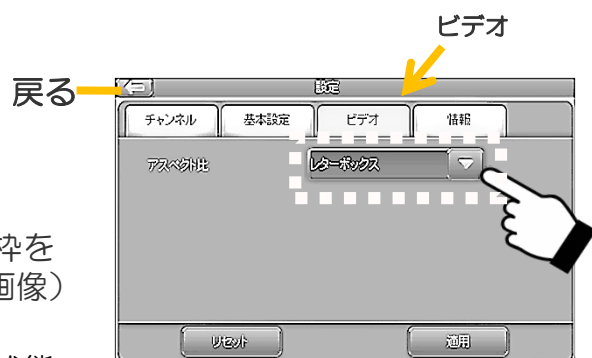 ビデオ
戻る
設定
チャンネル 基本設定 ビデオ 情報
アスペクト比 レターボックス
枠を
画像）
リセット 適用